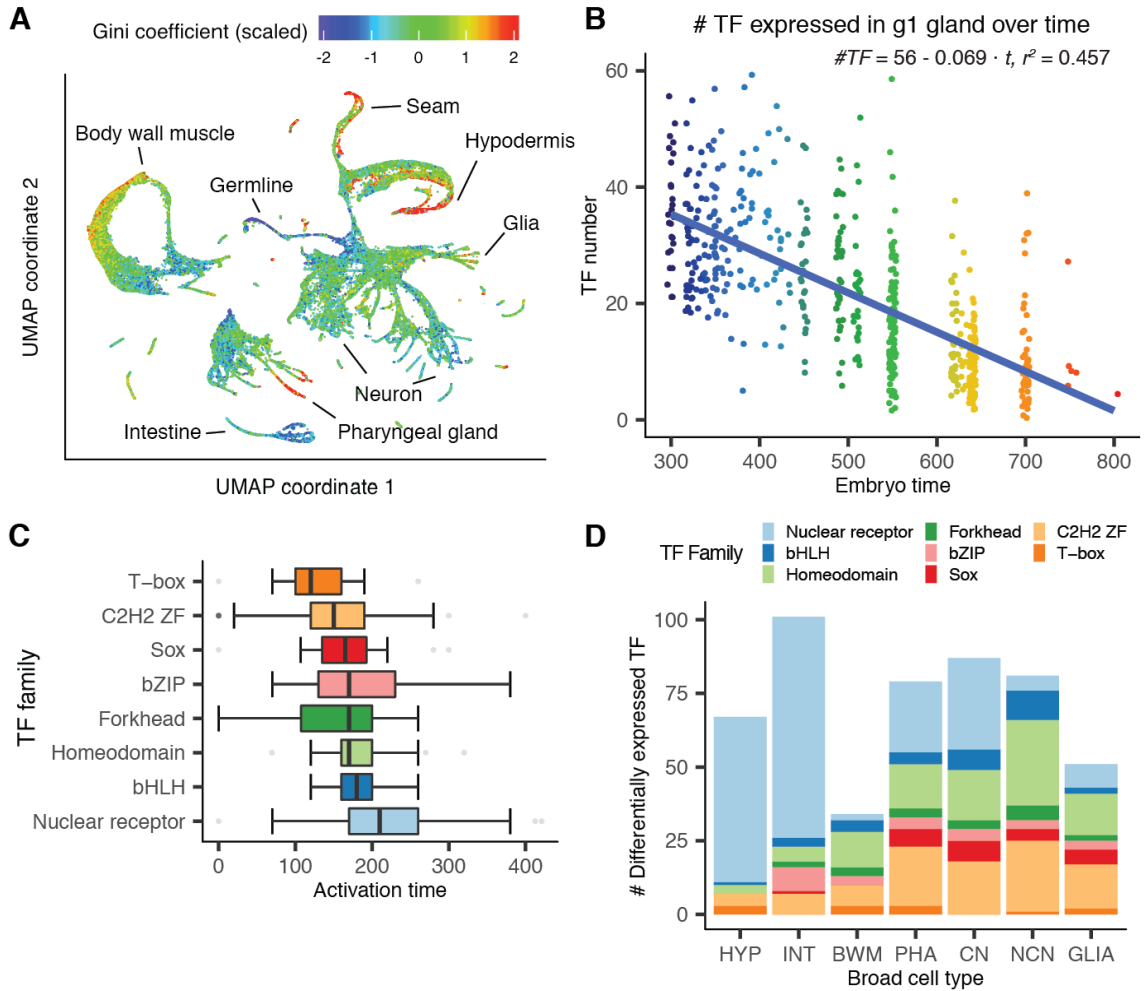 A
Gini coefficient (scaled)
-2 -1 0 1 2
Seam
Body wall muscle
Hypodermis
Germline
Glia
Neuron
Intestine
Pharyngeal gland
UMAP coordinate 2
UMAP coordinate 1
B
# TF expressed in g1 gland over time
#TF = 56 - 0.069 · t, r² = 0.457
60
40
20
0
TF number
300 400 500 600 700 800
Embryo time
C
T−box
C2H2 ZF
Sox
bZIP
Forkhead
Homeodomain
bHLH
Nuclear receptor
TF family
0 100 200 300 400
Activation time
D
TF Family
Nuclear receptor
bHLH
Homeodomain
Forkhead
bZIP
Sox
C2H2 ZF
T−box
100
75
50
25
0
# Differentially expressed TF
HYP INT BWM PHA CN NCN GLIA
Broad cell type